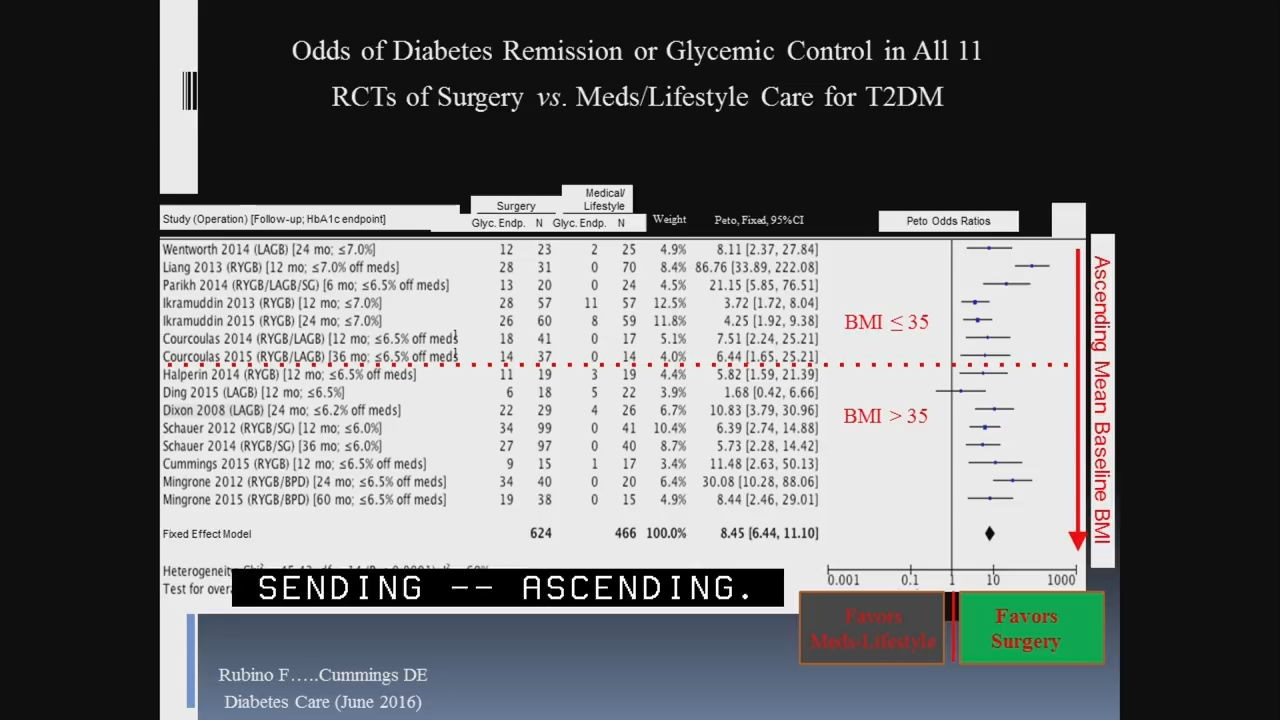 Odds of Diabetes Remission or Glycemic Control in All 11
RCTs of Surgery vs. Meds/Lifestyle Care for T2DM
Study (Operation) [Follow-up; HbA1c endpoint]
Surgery
Medical/
Lifestyle
Glyc. Endp. N Glyc. Endp. N Weight Peto, Fixed, 95%CI Peto Odds Ratios
Wentworth 2014 (LAGB) [24 mo; ≤7.0%] 12 23 2 25 4.9% 8.11 [2.37, 27.84]
Liang 2013 (RYGB) [12 mo; ≤7.0% off meds] 28 31 0 70 8.4% 86.76 [33.89, 222.08]
Parikh 2014 (RYGB/LAGB/SG) [6 mo; ≤6.5% off meds] 13 20 0 24 4.5% 21.15 [5.85, 76.51]
Ikramuddin 2013 (RYGB) [12 mo; ≤7.0%] 28 57 11 57 12.5% 3.72 [1.72, 8.04]
Ikramuddin 2015 (RYGB) [24 mo; ≤7.0%] 26 60 8 59 11.8% 4.25 [1.92, 9.38]
Courcoulas 2014 (RYGB/LAGB) [12 mo; ≤6.5% off meds] 18 41 0 17 5.1% 7.51 [2.24, 25.21]
Courcoulas 2015 (RYGB/LAGB) [36 mo; ≤6.5% off meds] 14 37 0 14 4.0% 6.44 [1.65, 25.21]
Halperin 2014 (RYGB) [12 mo; ≤6.5% off meds] 11 19 3 19 4.4% 5.82 [1.59, 21.39]
Ding 2015 (LAGB) [12 mo; ≤6.5%] 6 18 5 22 3.9% 1.68 [0.42, 6.66]
Dixon 2008 (LAGB) [24 mo; ≤6.2% off meds] 22 29 4 26 6.7% 10.83 [3.79, 30.96]
Schauer 2012 (RYGB/SG) [12 mo; ≤6.0%] 34 99 0 41 10.4% 6.39 [2.74, 14.88]
Schauer 2014 (RYGB/SG) [36 mo; ≤6.0%] 27 97 0 40 8.7% 5.73 [2.28, 14.42]
Cummings 2015 (RYGB) [12 mo; ≤6.5% off meds] 9 15 1 17 3.4% 11.48 [2.63, 50.13]
Mingrone 2012 (RYGB/BPD) [24 mo; ≤6.5% off meds] 34 40 0 20 6.4% 30.08 [10.28, 88.06]
Mingrone 2015 (RYGB/BPD) [60 mo; ≤6.5% off meds] 19 38 0 15 4.9% 8.44 [2.46, 29.01]
BMI ≤ 35
BMI > 35
Ascending Mean Baseline BMI
Fixed Effect Model 624 466 100.0% 8.45 [6.44, 11.10]
Heterogeneity
Test for
0.001 0.1 1 10 1000
SENDING -- ASCENDING.
Favors
Meds-Lifestyle
Favors
Surgery
Rubino F…..Cummings DE
Diabetes Care (June 2016)